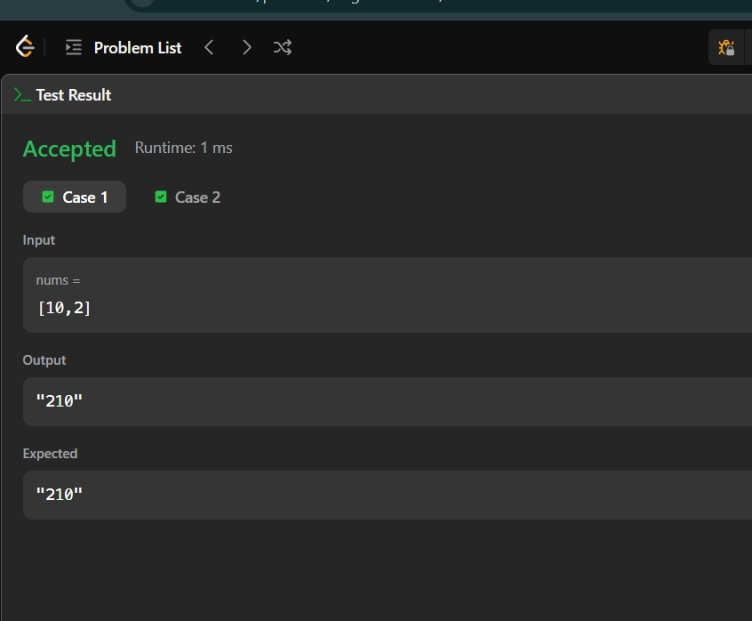 Problem List
Test Result
Accepted Runtime: 1 ms
Case 1 Case 2
Input
nums =
[10,2]
Output
"210"
Expected
"210"